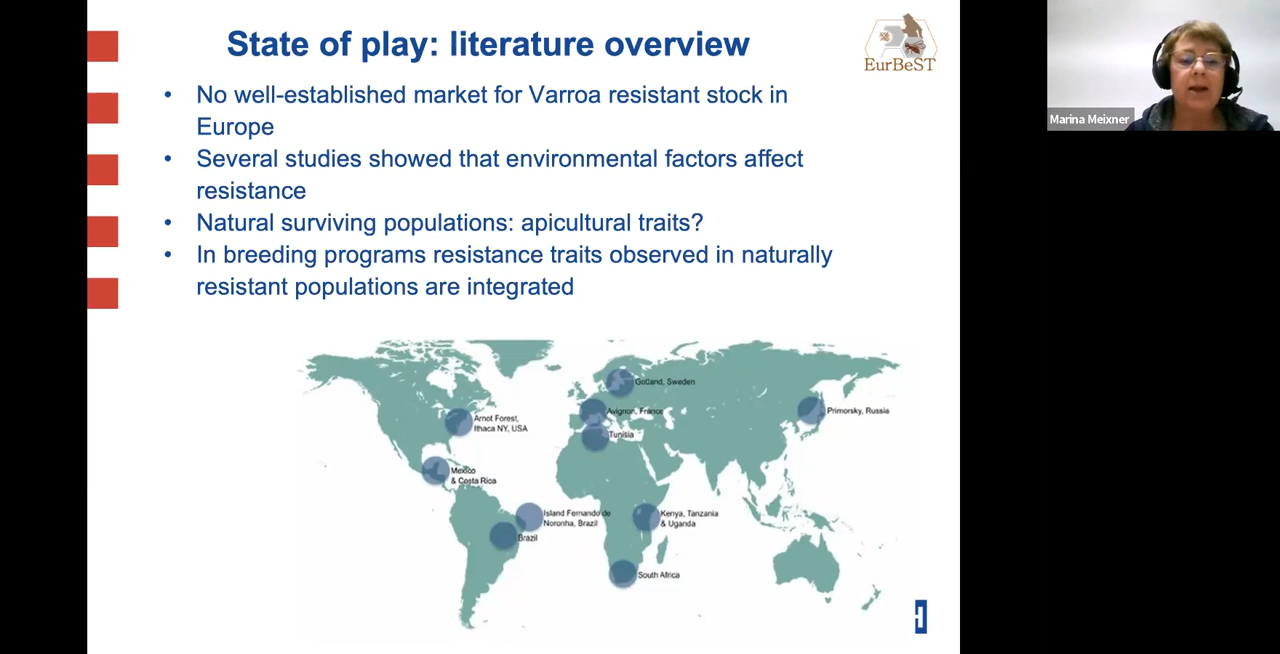 State of play: literature overview
EurBeST
• No well-established market for Varroa resistant stock in
Europe
• Several studies showed that environmental factors affect
resistance
• Natural surviving populations: apicultural traits?
• In breeding programs resistance traits observed in naturally
resistant populations are integrated
Marina Meixner
Gotland, Sweden
Avignon, France
Primorsky, Russia
Arnot Forest,
Ithaca NY, USA
Tunisia
Mexico
& Costa Rica
Island Fernando de
Noronha, Brazil
Kenya, Tanzania
& Uganda
Brazil
South Africa